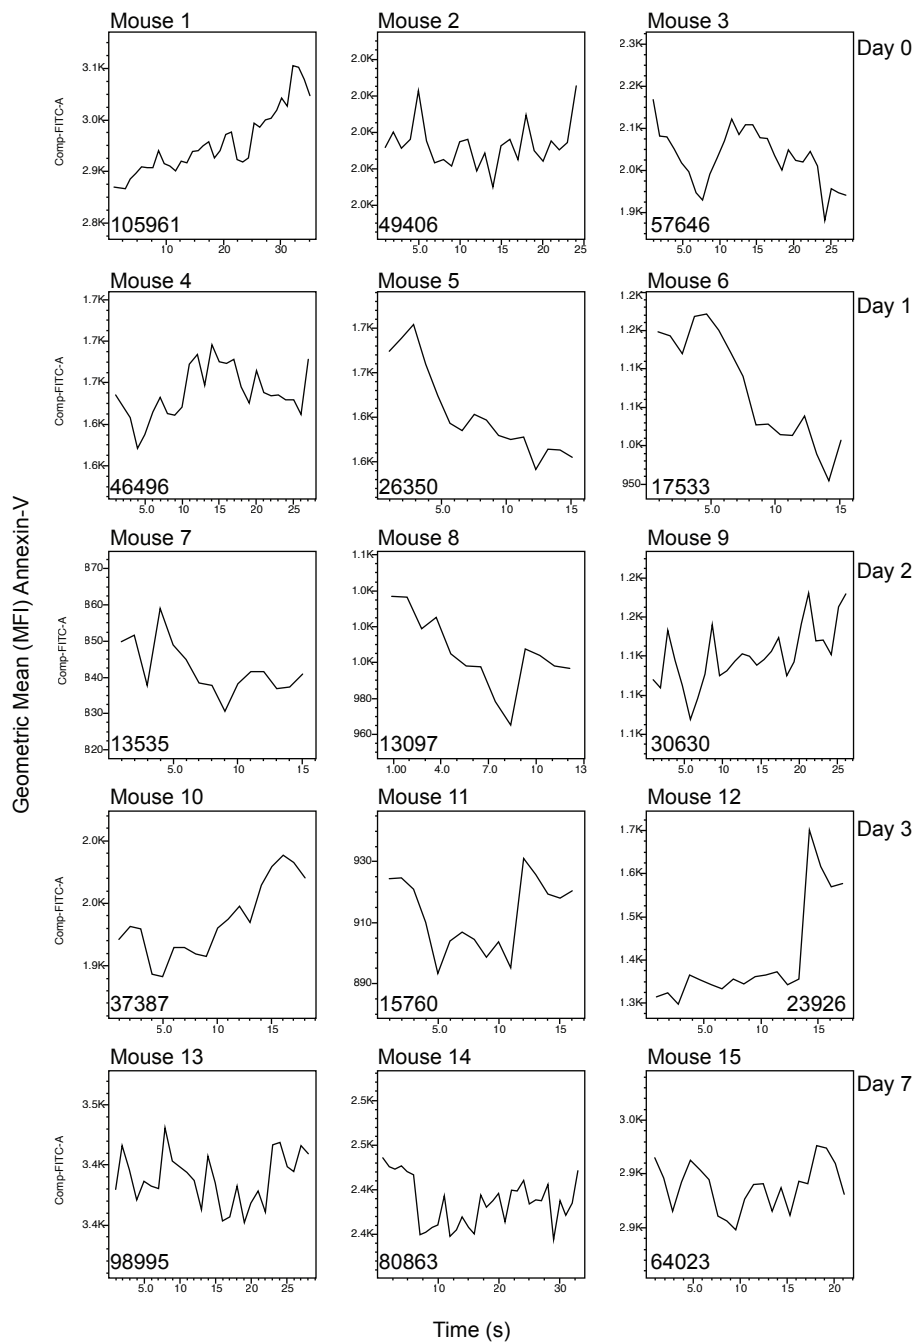 Mouse 1 Mouse 2 Mouse 3
Day 0
Comp-FITC-A
3.1K
3.0K
2.9K
2.8K
105961
10 20 30
2.0K
2.0K
2.0K
2.0K
2.0K
49406
5.0 10 15 20 25
2.3K
2.2K
2.1K
2.0K
1.9K
57646
5.0 10 15 20 25
Mouse 4 Mouse 5 Mouse 6
Day 1
Comp-FITC-A
1.7K
1.7K
1.7K
1.6K
1.6K
46496
5.0 10 15 20 25
1.7K
1.6K
1.6K
26350
5.0 10 15
1.2K
1.2K
1.1K
1.0K
950
17533
5.0 10 15
Geometric Mean (MFI) Annexin-V
Mouse 7 Mouse 8 Mouse 9
Day 2
Comp-FITC-A
870
860
850
840
830
820
13535
5.0 10 15
1.1K
1.0K
1.0K
1.0K
980
960
13097
1.00 4.0 7.0 10 13
1.2K
1.2K
1.1K
1.1K
1.1K
30630
5.0 10 15 20 25
Mouse 10 Mouse 11 Mouse 12
Day 3
Comp-FITC-A
2.0K
2.0K
1.9K
37387
5.0 10 15
930
910
890
15760
5.0 10 15
1.7K
1.6K
1.5K
1.4K
1.3K
23926
5.0 10 15
Mouse 13 Mouse 14 Mouse 15
Day 7
Comp-FITC-A
3.5K
3.4K
3.4K
98995
5.0 10 15 20 25
2.5K
2.5K
2.4K
2.4K
80863
10 20 30
3.0K
2.9K
2.9K
64023
5.0 10 15 20
Time (s)